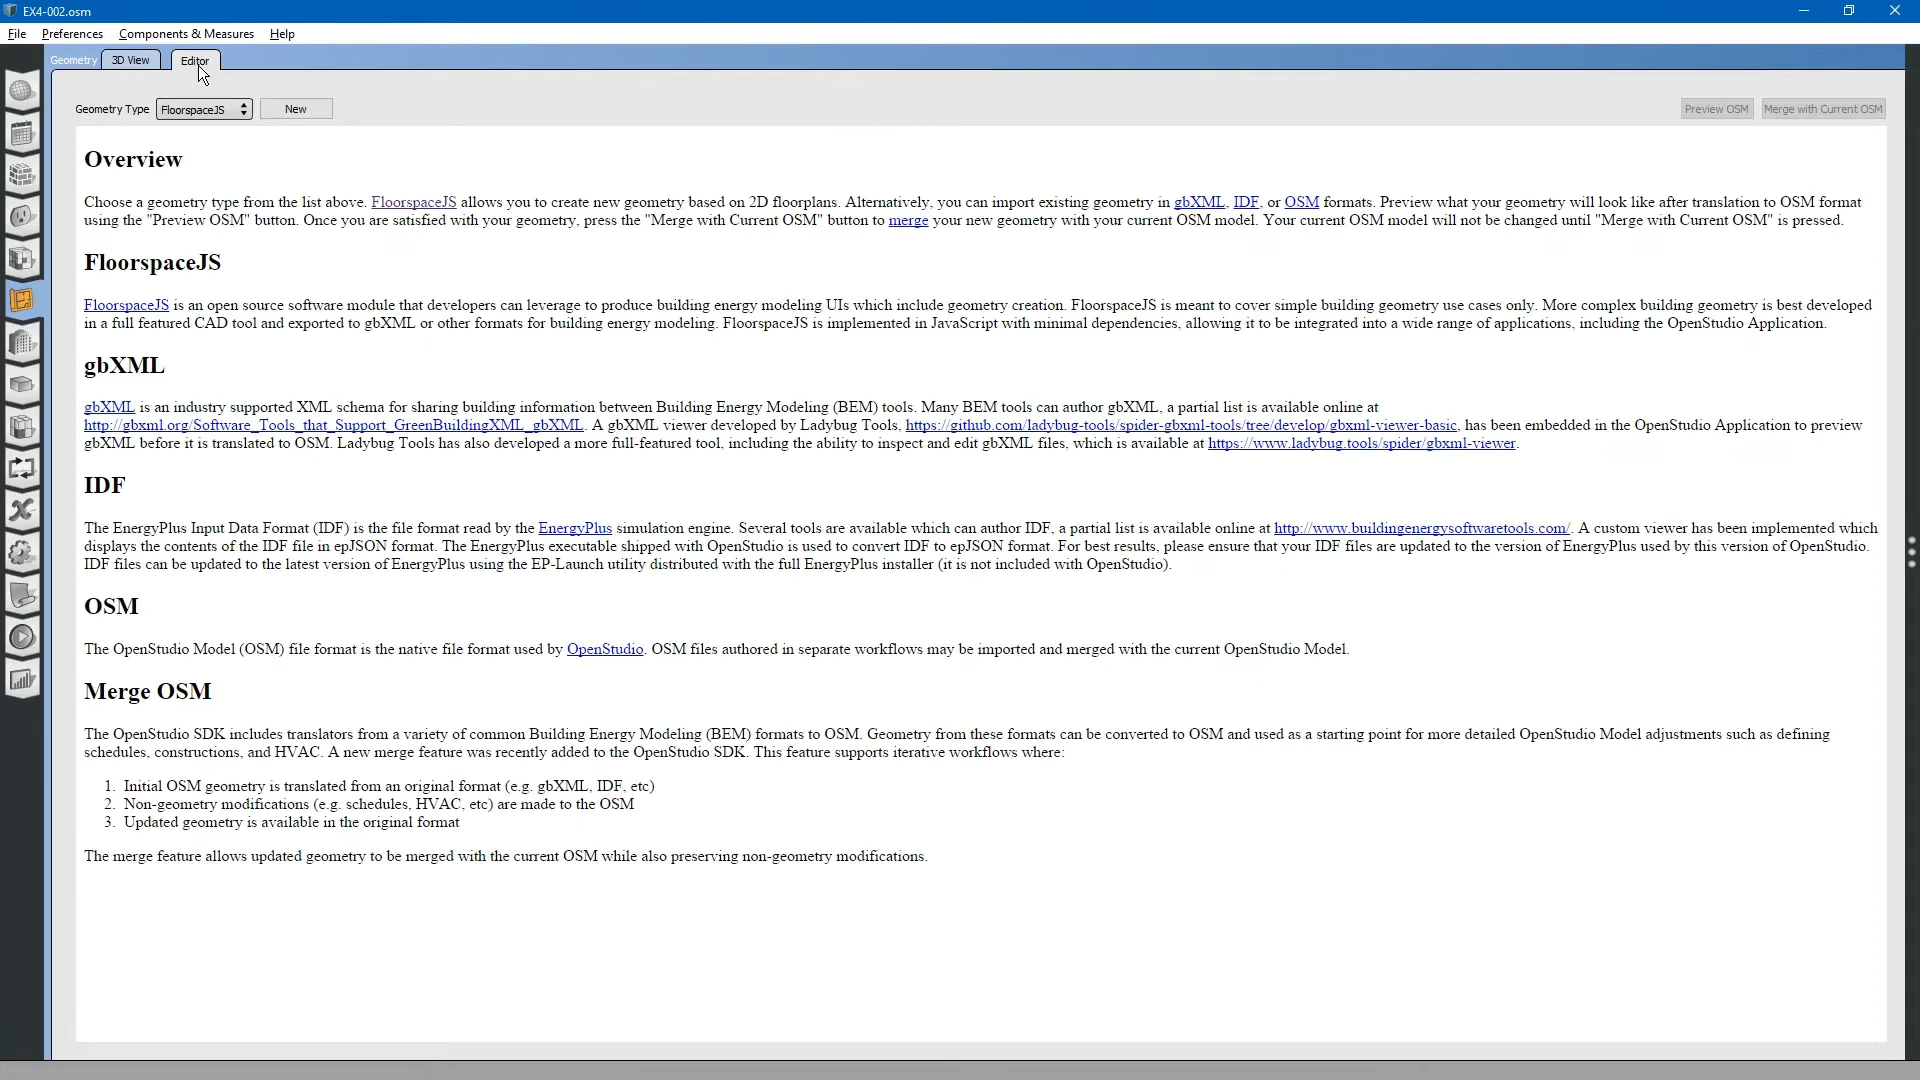 EX4-002.osm
File Preferences Components & Measures Help
Geometry 3D View Editor
Geometry Type FloorspaceJS New Preview OSM Merge with Current OSM
Overview
Choose a geometry type from the list above. FloorspaceJS allows you to create new geometry based on 2D floorplans. Alternatively, you can import existing geometry in gbXML, IDF, or OSM formats. Preview what your geometry will look like after translation to OSM format
using the "Preview OSM" button. Once you are satisfied with your geometry, press the "Merge with Current OSM" button to merge your new geometry with your current OSM model. Your current OSM model will not be changed until "Merge with Current OSM" is pressed.
FloorspaceJS
FloorspaceJS is an open source software module that developers can leverage to produce building energy modeling UIs which include geometry creation. FloorspaceJS is meant to cover simple building geometry use cases only. More complex building geometry is best developed
in a full featured CAD tool and exported to gbXML or other formats for building energy modeling. FloorspaceJS is implemented in JavaScript with minimal dependencies, allowing it to be integrated into a wide range of applications, including the OpenStudio Application.
gbXML
gbXML is an industry supported XML schema for sharing building information between Building Energy Modeling (BEM) tools. Many BEM tools can author gbXML, a partial list is available online at
http://gbxml.org/Software_Tools_that_Support_GreenBuildingXML_gbXML. A gbXML viewer developed by Ladybug Tools, https://github.com/ladybug-tools/spider-gbxml-tools/tree/develop/gbxml-viewer-basic, has been embedded in the OpenStudio Application to preview
gbXML before it is translated to OSM. Ladybug Tools has also developed a more full-featured tool, including the ability to inspect and edit gbXML files, which is available at https://www.ladybug.tools/spider/gbxml-viewer.
IDF
The EnergyPlus Input Data Format (IDF) is the file format read by the EnergyPlus simulation engine. Several tools are available which can author IDF, a partial list is available online at http://www.buildingenergysoftwaretools.com/. A custom viewer has been implemented which
displays the contents of the IDF file in epJSON format. The EnergyPlus executable shipped with OpenStudio is used to convert IDF to epJSON format. For best results, please ensure that your IDF files are updated to the version of EnergyPlus used by this version of OpenStudio.
IDF files can be updated to the latest version of EnergyPlus using the EP-Launch utility distributed with the full EnergyPlus installer (it is not included with OpenStudio).
OSM
The OpenStudio Model (OSM) file format is the native file format used by OpenStudio. OSM files authored in separate workflows may be imported and merged with the current OpenStudio Model.
Merge OSM
The OpenStudio SDK includes translators from a variety of common Building Energy Modeling (BEM) formats to OSM. Geometry from these formats can be converted to OSM and used as a starting point for more detailed OpenStudio Model adjustments such as defining
schedules, constructions, and HVAC. A new merge feature was recently added to the OpenStudio SDK. This feature supports iterative workflows where:
1. Initial OSM geometry is translated from an original format (e.g. gbXML, IDF, etc)
2. Non-geometry modifications (e.g. schedules, HVAC, etc) are made to the OSM
3. Updated geometry is available in the original format
The merge feature allows updated geometry to be merged with the current OSM while also preserving non-geometry modifications.